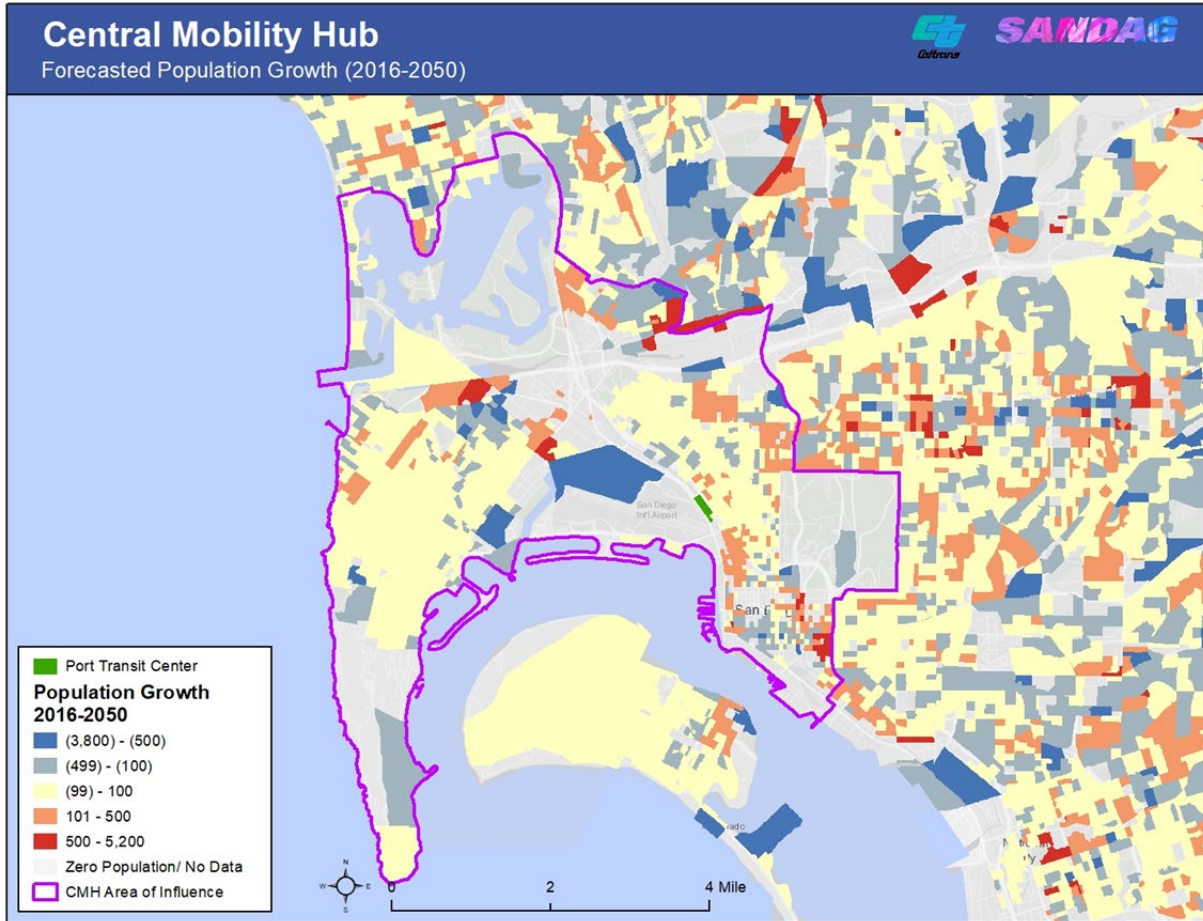 Central Mobility Hub
Forecasted Population Growth (2016-2050)
Caltrans
SANDAG
San Diego
Int'l Airport
San
Port Transit Center
Population Growth
2016-2050
(3,800) - (500)
(499) - (100)
(99) - 100
101 - 500
500 - 5,200
Zero Population/ No Data
CMH Area of Influence
N
W
E
S
0
2
4 Mile